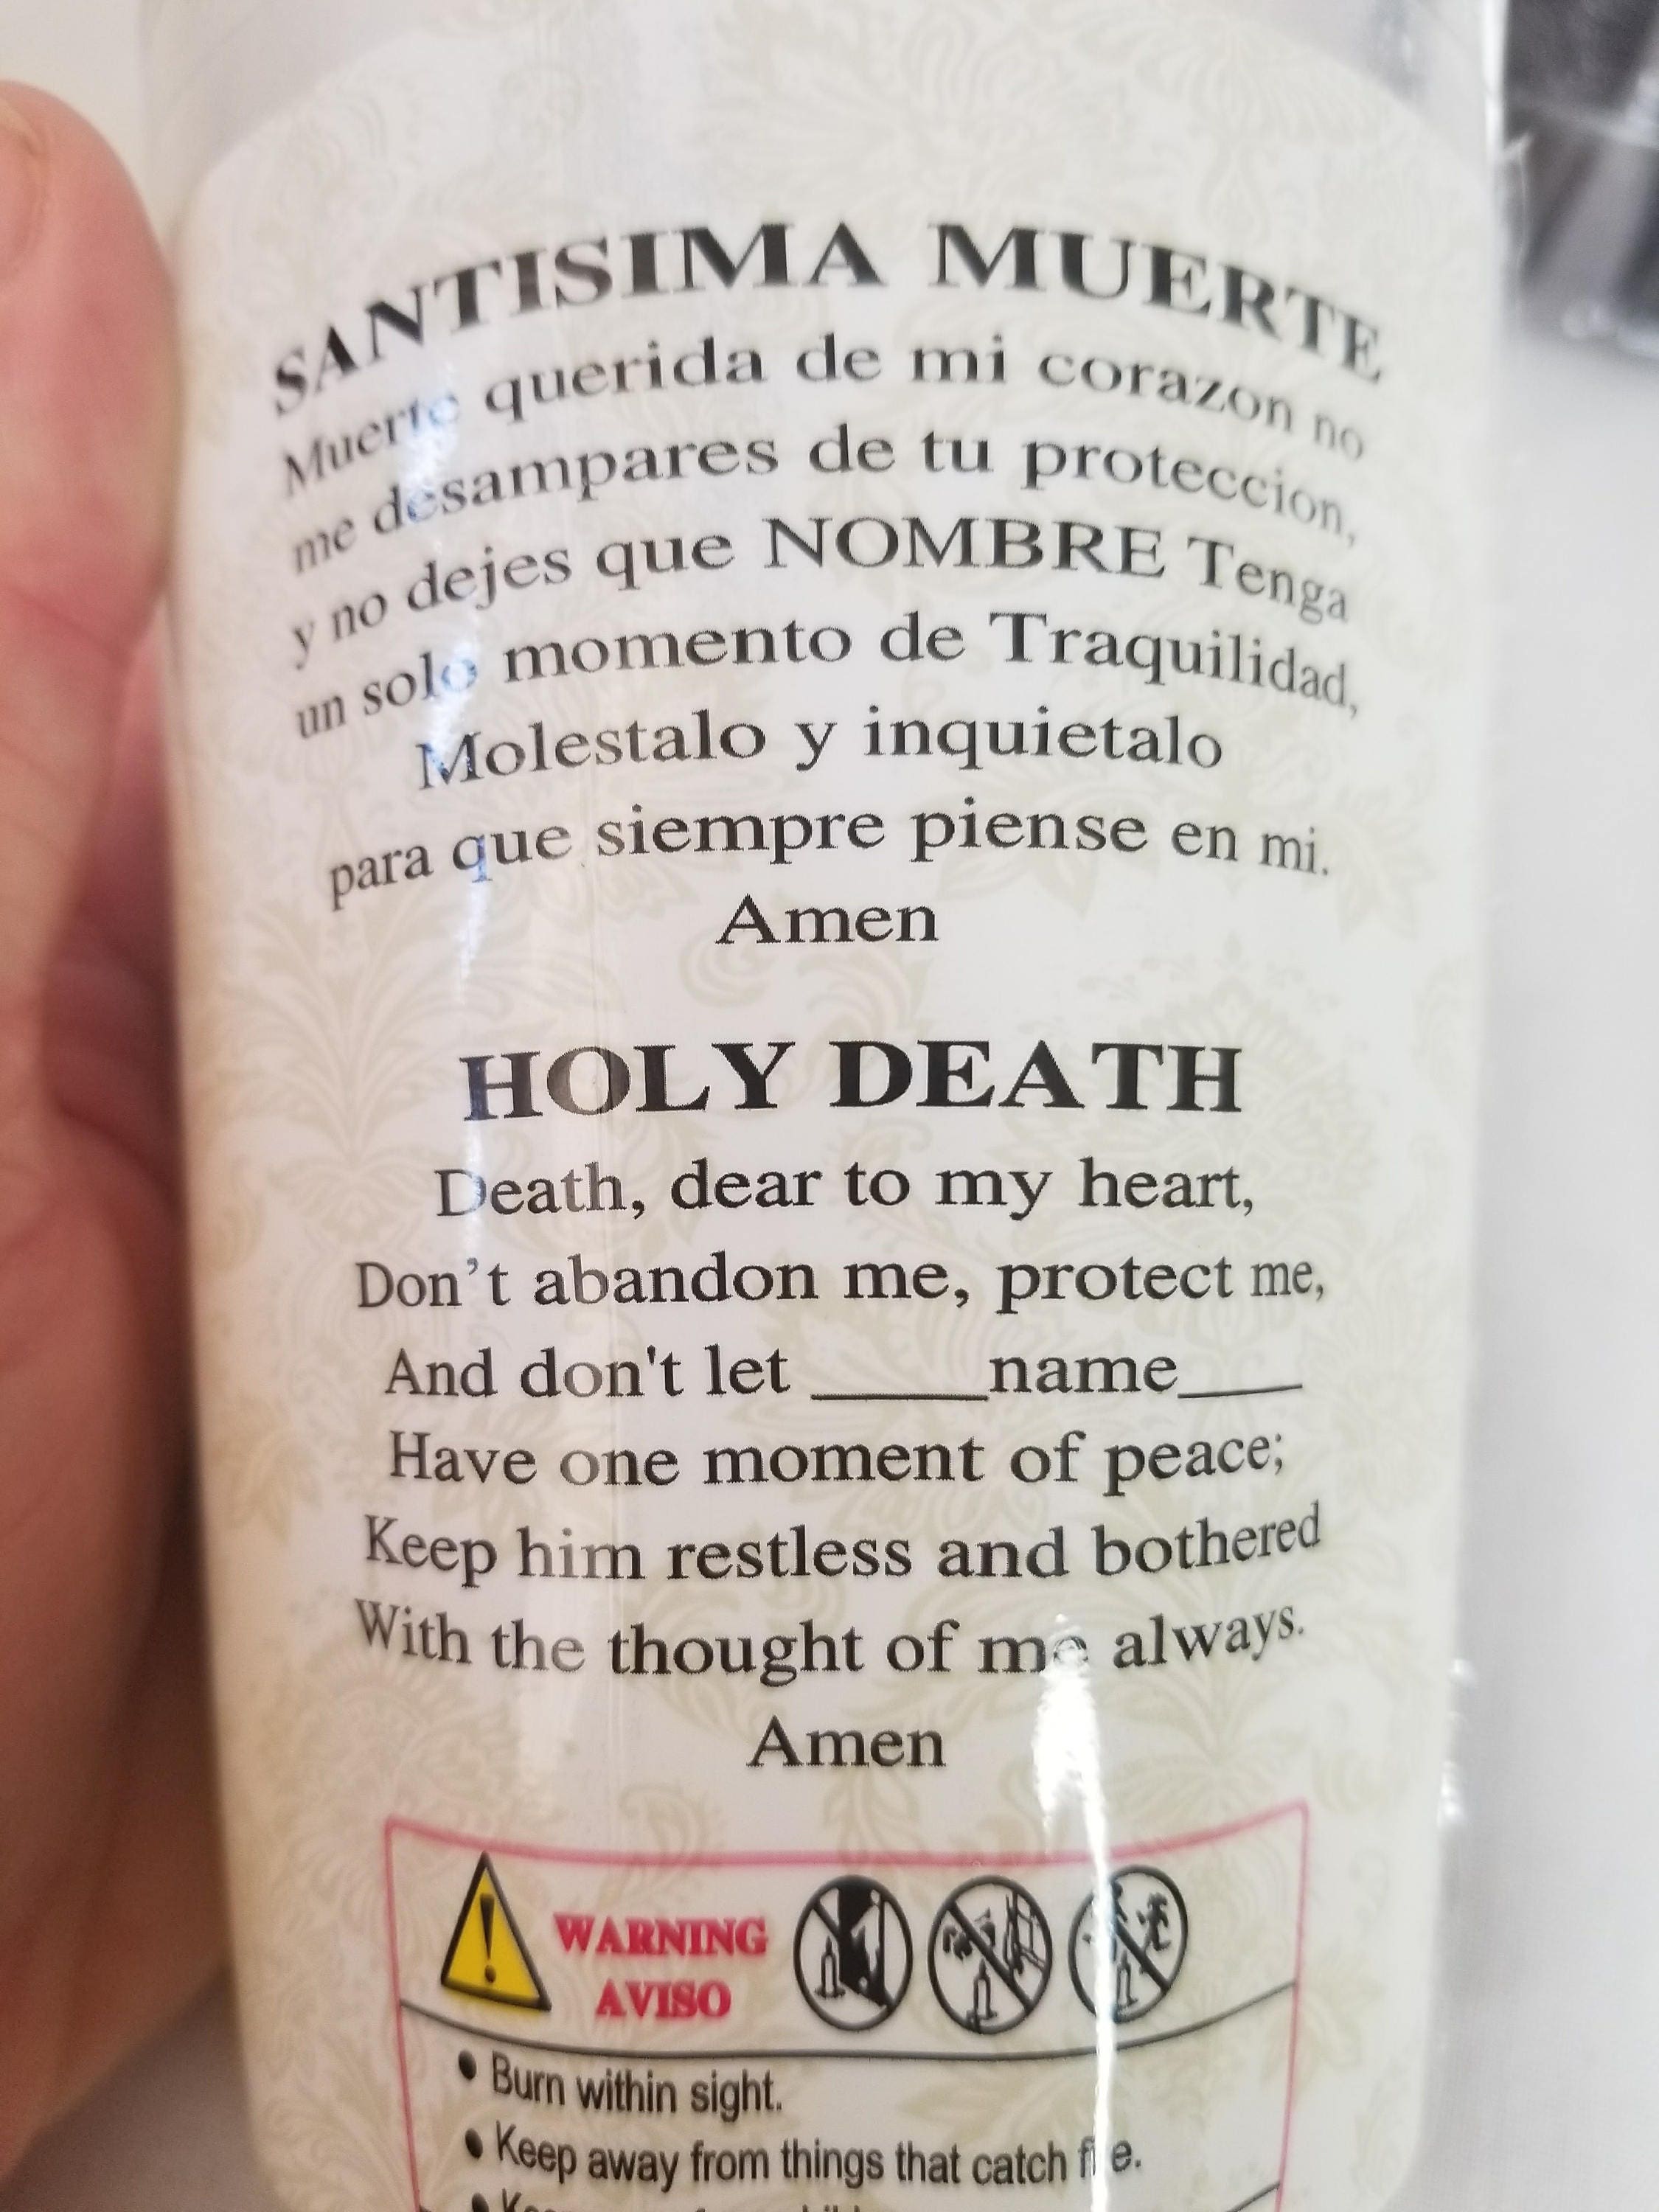 SANTISIMA MUERTE
Muerte querida de mi corazon no
me desampares de tu proteccion,
y no dejes que NOMBRE Tenga
un solo momento de Traquilidad,
Molestalo y inquietalo
para que siempre piense en mi.
Amen
HOLY DEATH
Death, dear to my heart,
Don't abandon me, protect me,
And don't let _____name___
Have one moment of peace;
Keep him restless and bothered
With the thought of me always.
Amen
WARNING
AVISO
• Burn within sight.
• Keep away from things that catch fire.